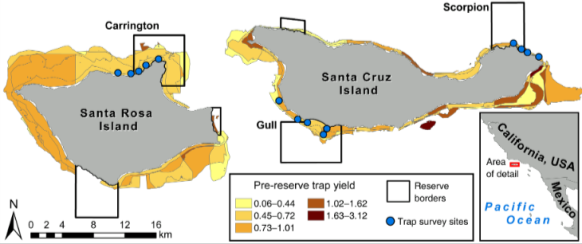 Carrington
Scorpion
Santa Rosa
Island
Santa Cruz
Island
Gull
N
0 2 4 8 12 16
km
Pre-reserve trap yield
0.06–0.44
0.45–0.72
0.73–1.01
1.02–1.62
1.63–3.12
Reserve
borders
Trap survey sites
California, USA
Area
of detail
Mexico
Pacific
Ocean